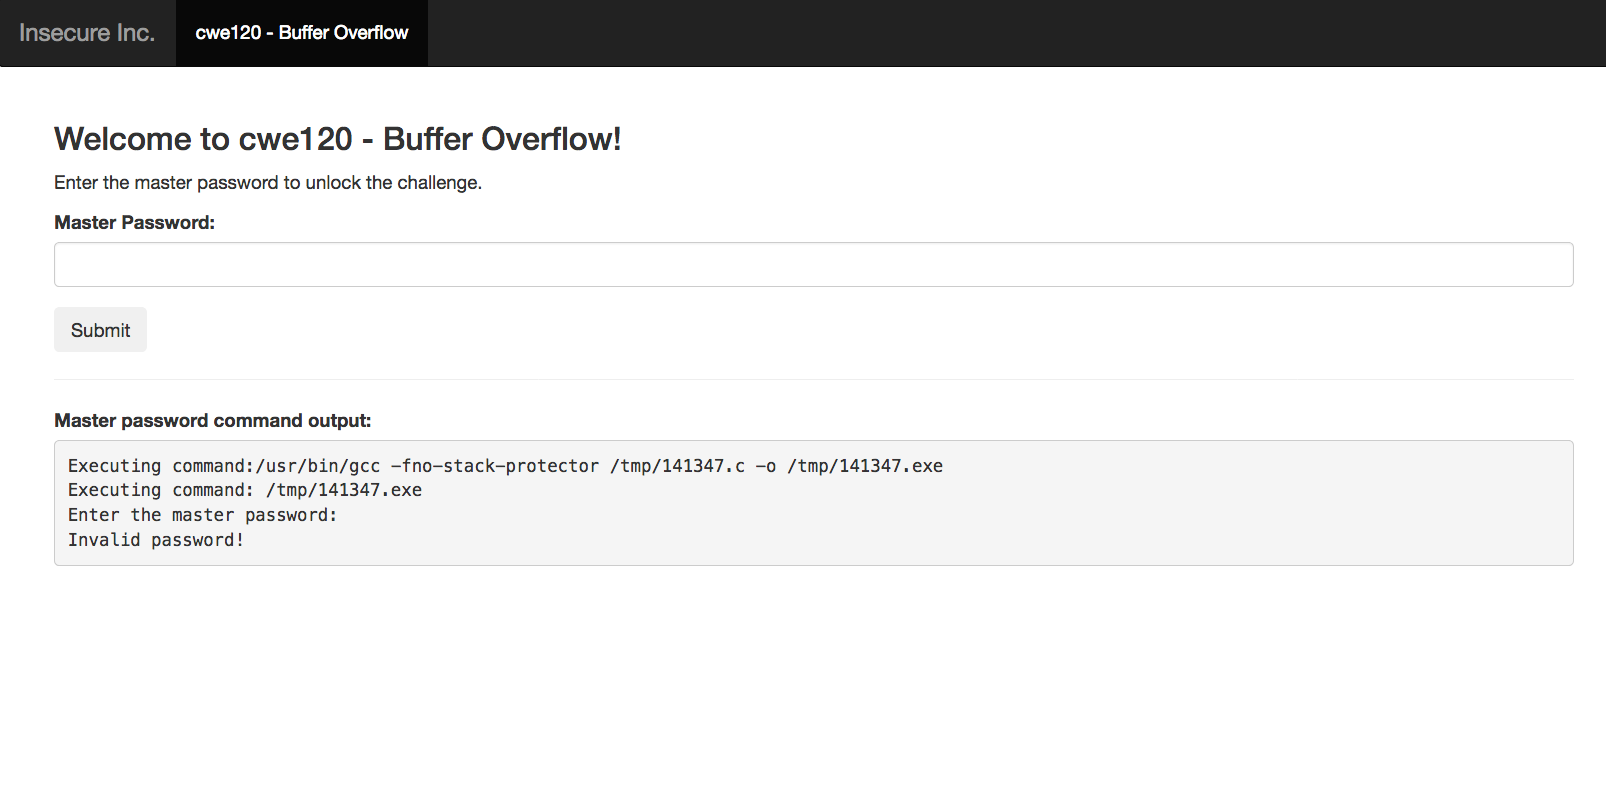 Insecure Inc.
cwe120 - Buffer Overflow
Welcome to cwe120 - Buffer Overflow!
Enter the master password to unlock the challenge.
Master Password:
Submit
Master password command output:
Executing command:/usr/bin/gcc -fno-stack-protector /tmp/141347.c -o /tmp/141347.exe
Executing command: /tmp/141347.exe
Enter the master password:
Invalid password!